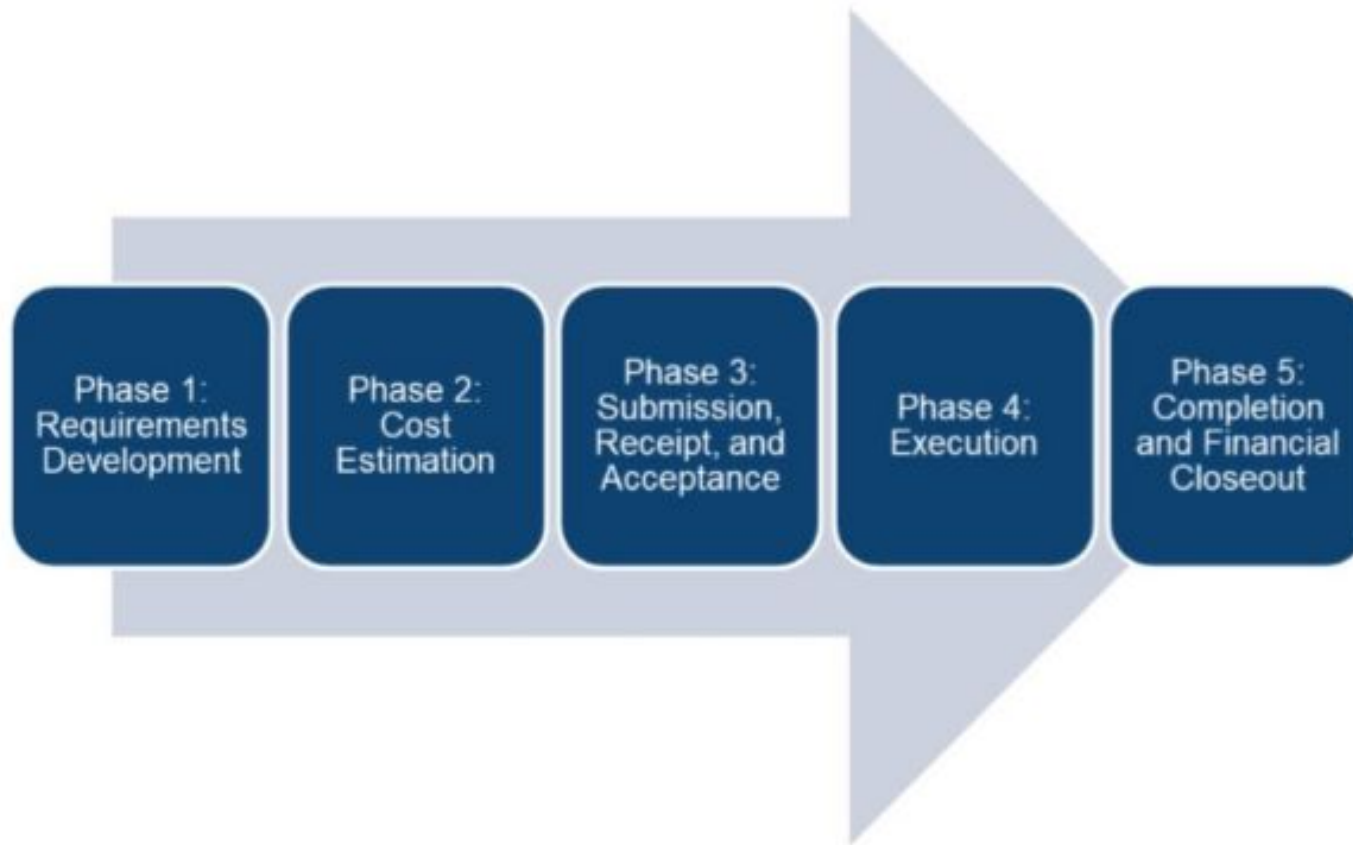 Phase 1:
Requirements
Development
Phase 2:
Cost
Estimation
Phase 3:
Submission,
Receipt, and
Acceptance
Phase 4:
Execution
Phase 5:
Completion
and Financial
Closeout